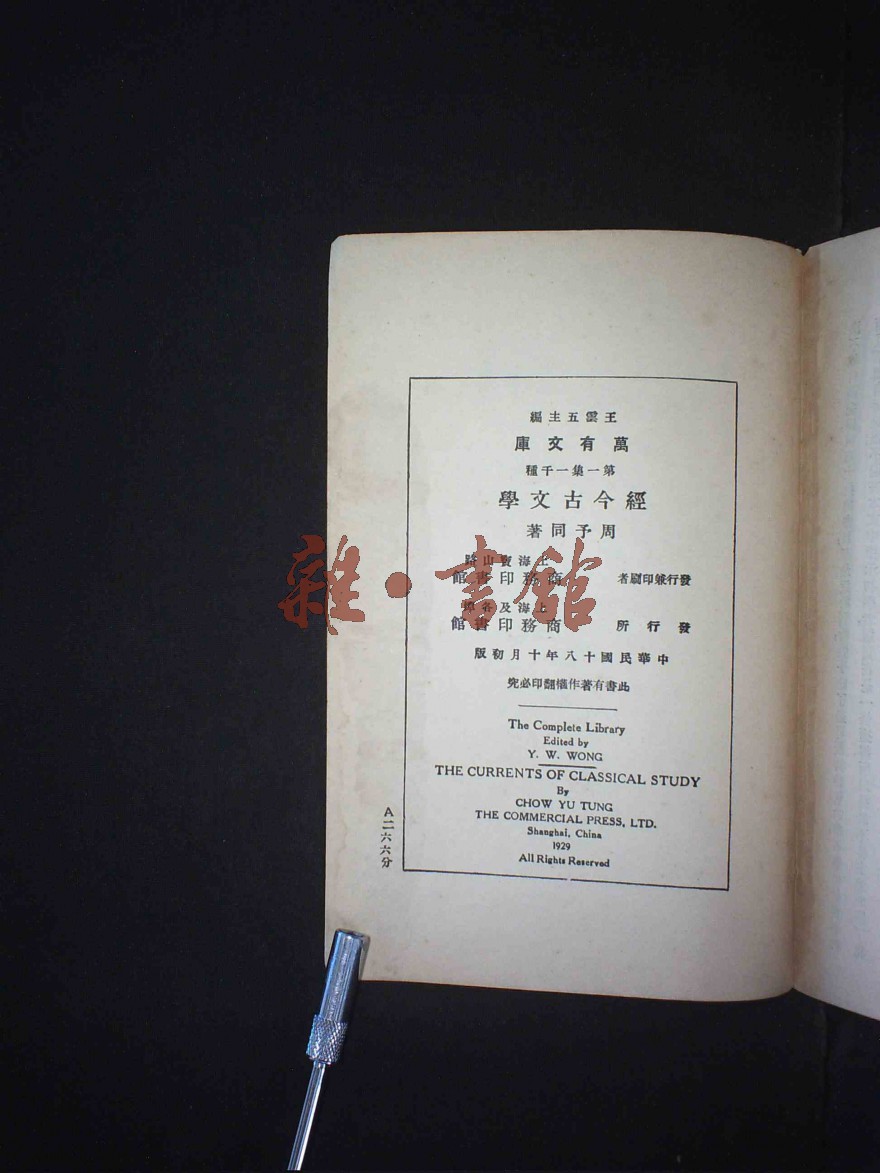 王雲五主編
萬有文庫
第一集一千種
經今古文學
周予同著
上海寶山路
發行兼印刷者 商務印書館
上海及各埠
發行所 商務印書館
中華民國十八年十月初版
此書有著作權翻印必究
The Complete Library
Edited by
Y. W. WONG
THE CURRENTS OF CLASSICAL STUDY
By
CHOW YU TUNG
THE COMMERCIAL PRESS, LTD.
Shanghai, China
1929
All Rights Reserved
A二六六分
雜·書館